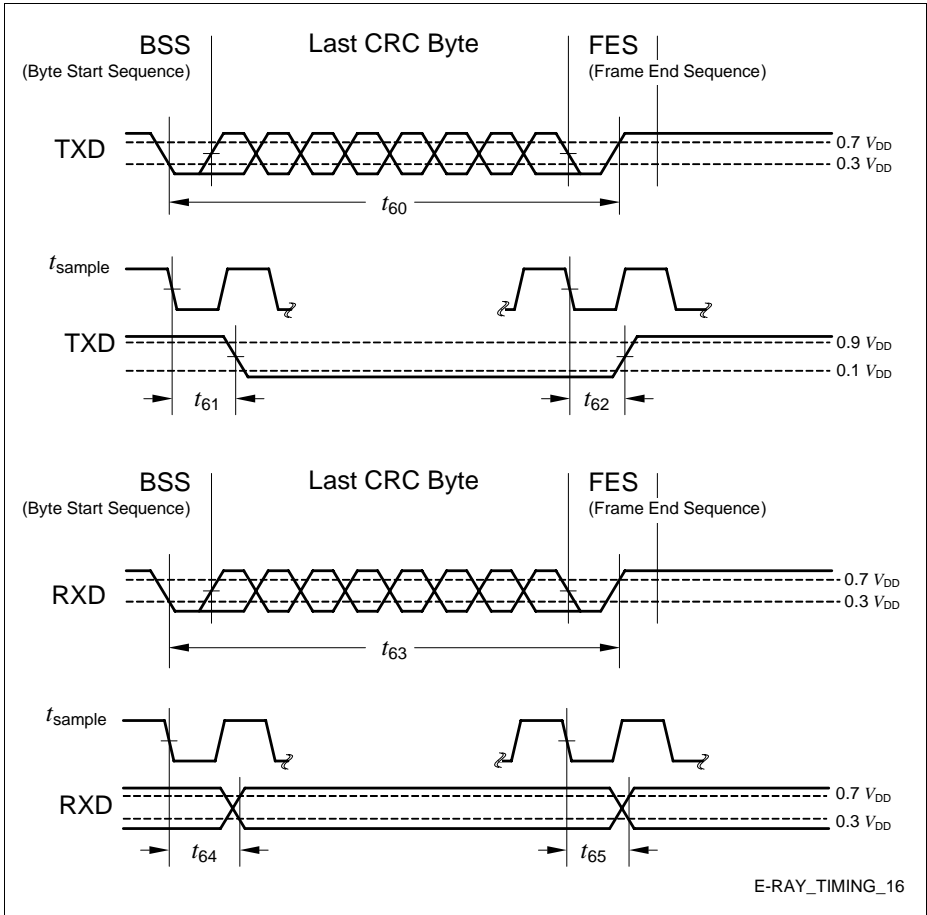 BSS Last CRC Byte FES
(Byte Start Sequence) (Frame End Sequence)
TXD
0.7 VDD
0.3 VDD
t60
tsample
TXD
0.9 VDD
0.1 VDD
t61 t62
BSS Last CRC Byte FES
(Byte Start Sequence) (Frame End Sequence)
RXD
0.7 VDD
0.3 VDD
t63
tsample
RXD
0.7 VDD
0.3 VDD
t64 t65
E-RAY_TIMING_16